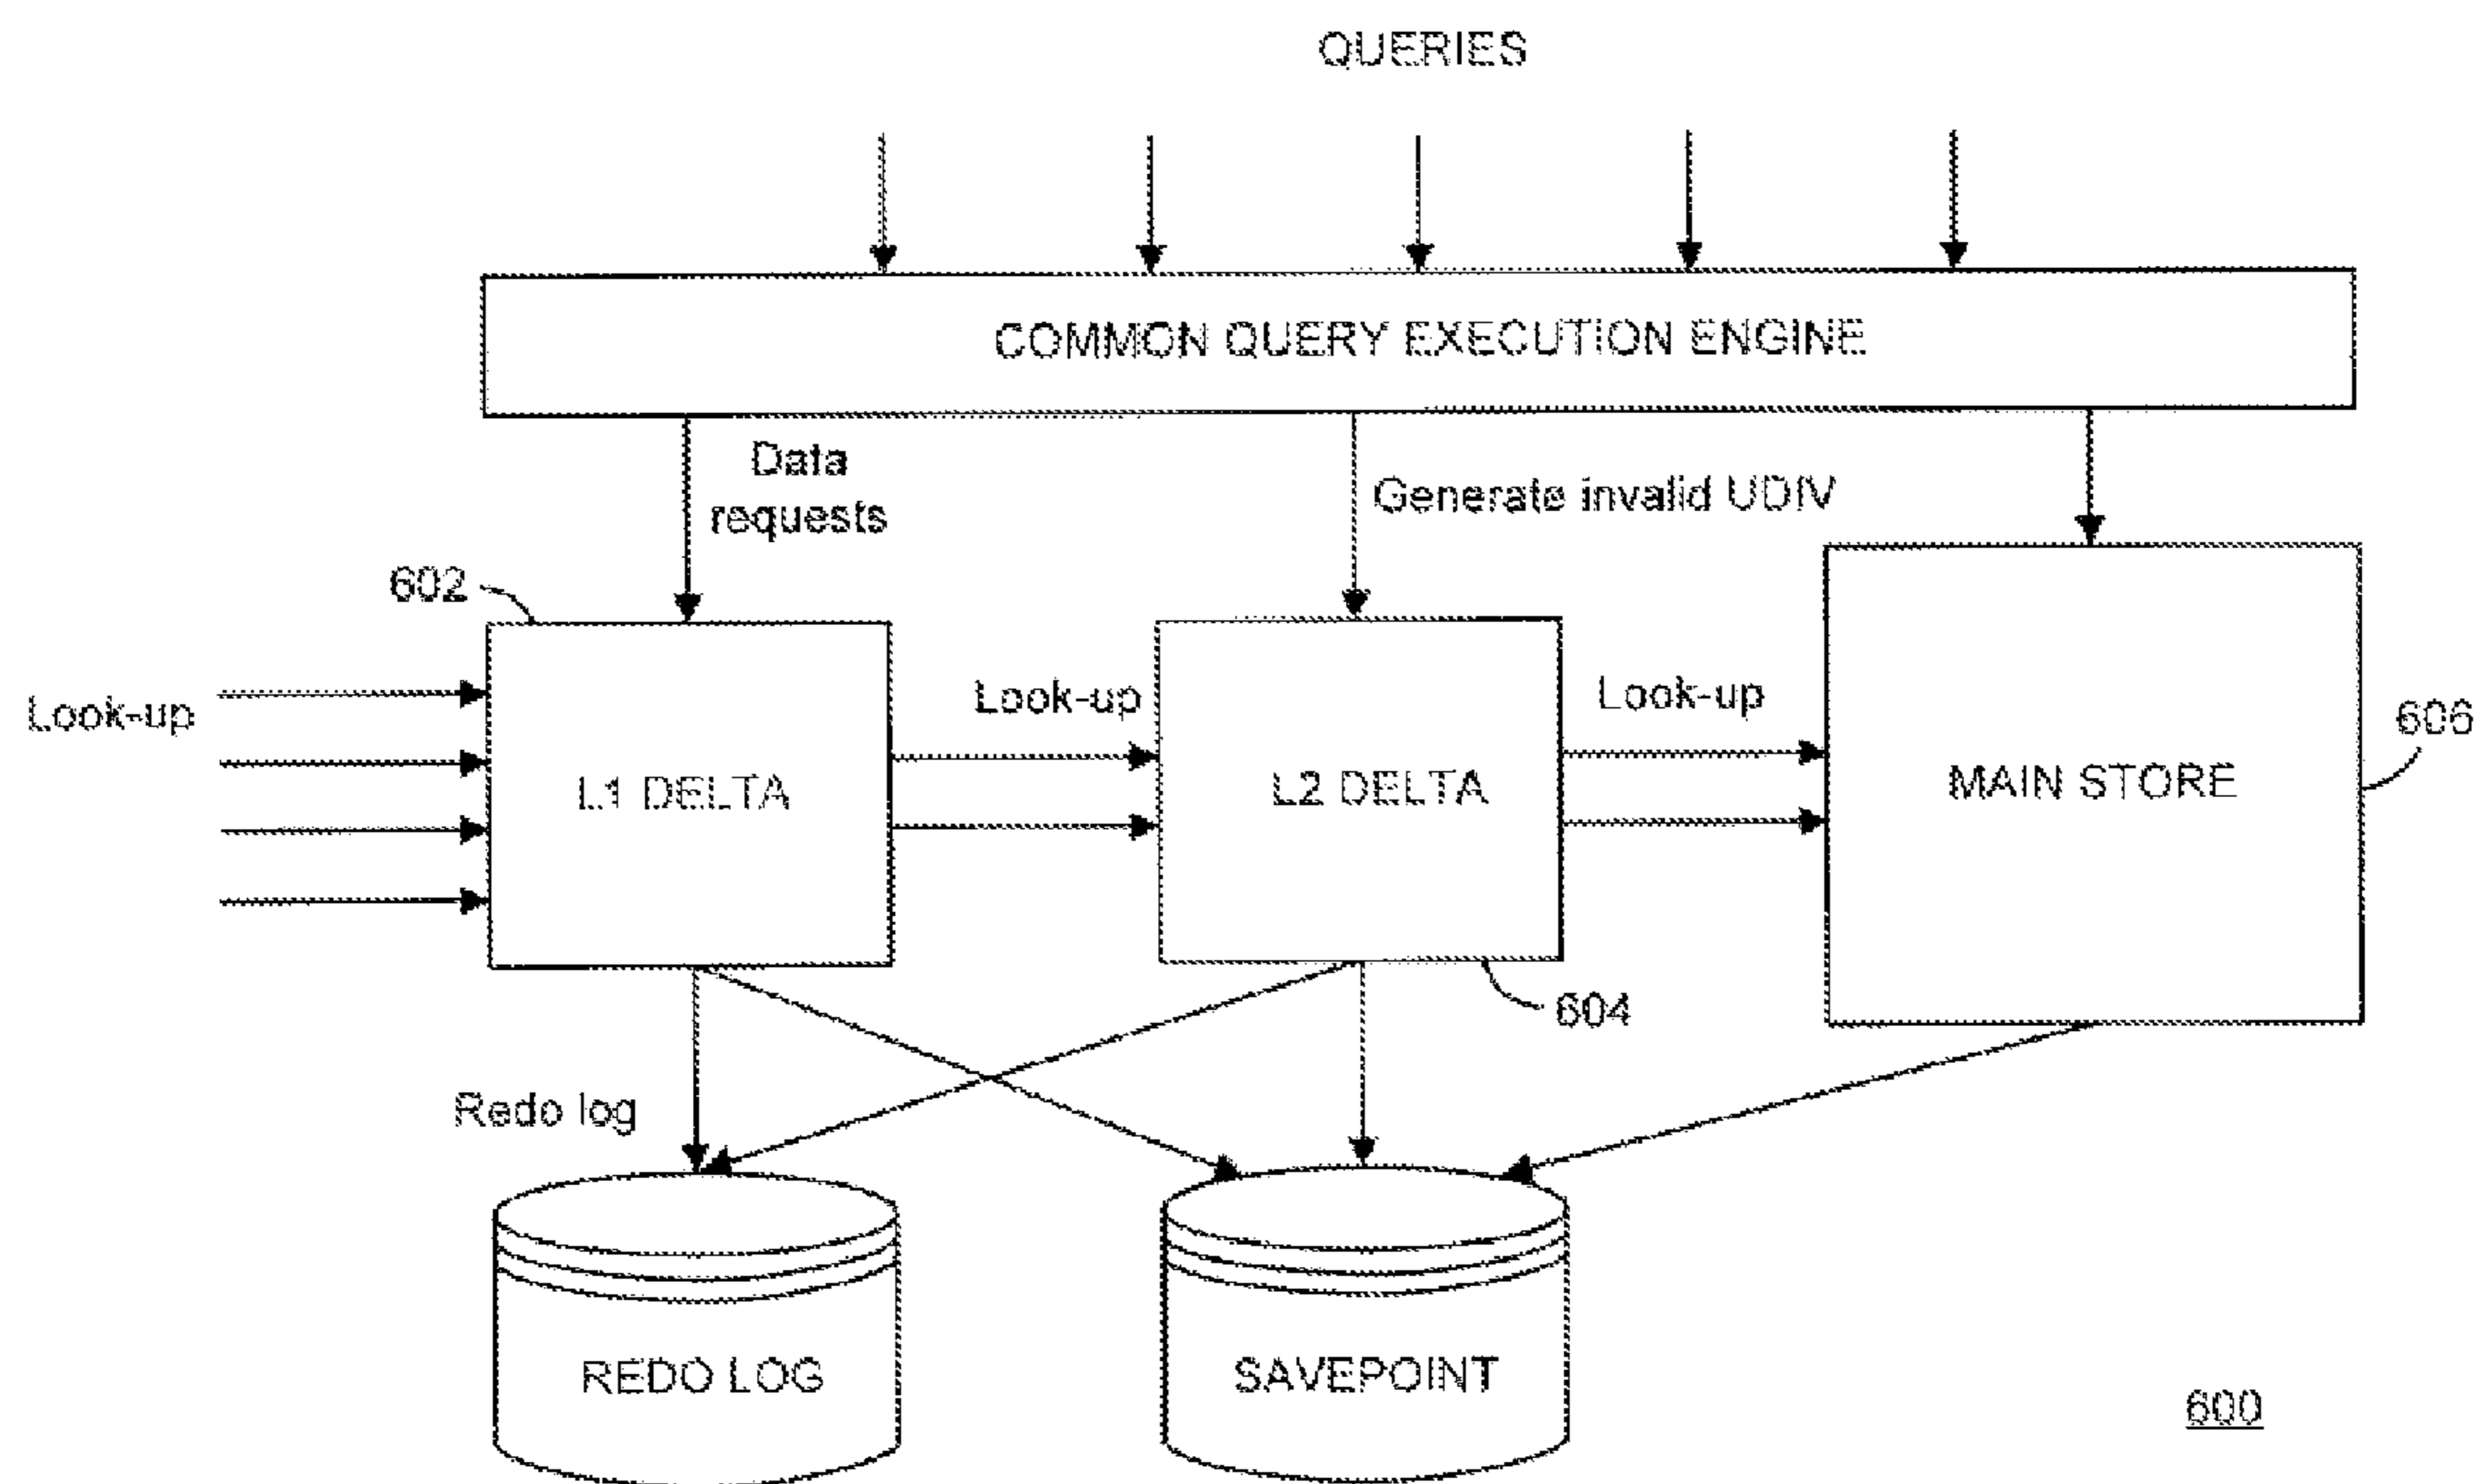 QUERIES
COMMON QUERY EXECUTION ENGINE
Data
requests
Generate invalid UDIV
602
Look-up
Look-up
Look-up
606
L1 DELTA
L2 DELTA
MAIN STORE
604
Redo log
REDO LOG
SAVEPOINT
600